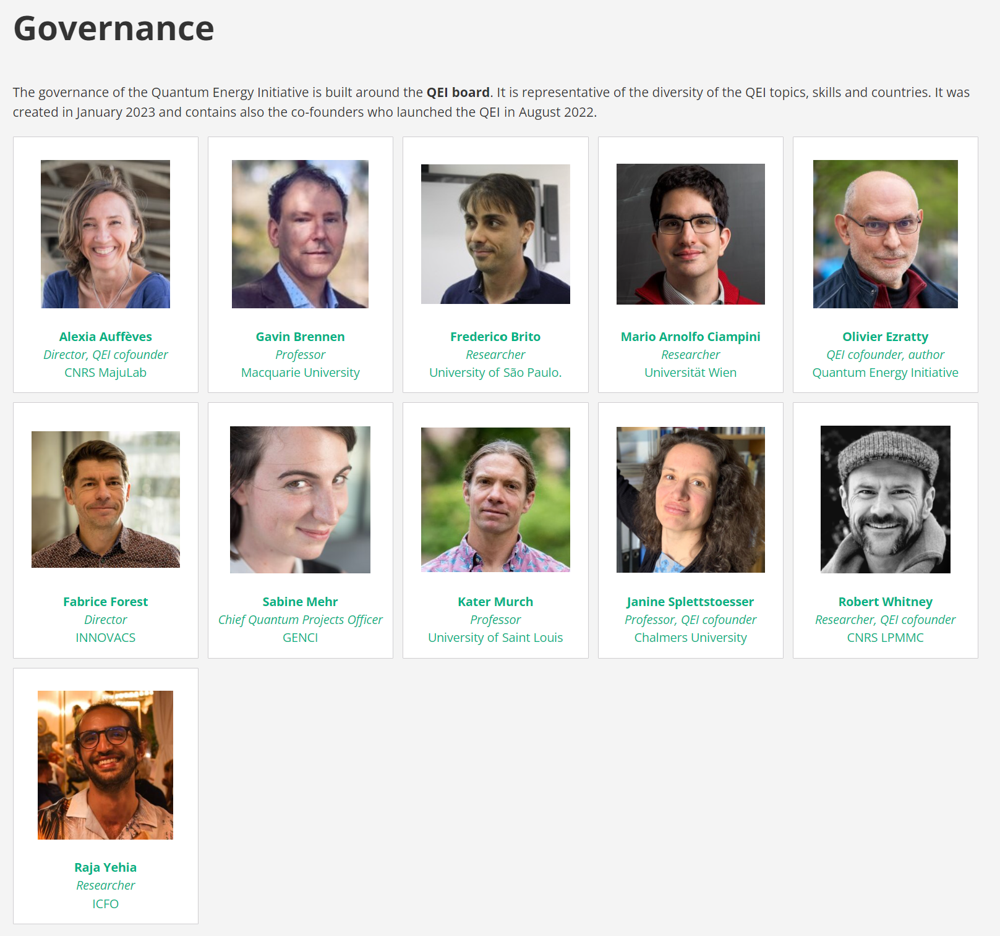 Governance
The governance of the Quantum Energy Initiative is built around the QEI board. It is representative of the diversity of the QEI topics, skills and countries. It was
created in January 2023 and contains also the co-founders who launched the QEI in August 2022.
Alexia Auffèves
Director, QEI cofounder
CNRS MajuLab
Gavin Brennen
Professor
Macquarie University
Frederico Brito
Researcher
University of São Paulo.
Mario Arnolfo Ciampini
Researcher
Universität Wien
Olivier Ezratty
QEI cofounder, author
Quantum Energy Initiative
Fabrice Forest
Director
INNOVACS
Sabine Mehr
Chief Quantum Projects Officer
GENCI
Kater Murch
Professor
University of Saint Louis
Janine Splettstoesser
Professor, QEI cofounder
Chalmers University
Robert Whitney
Researcher, QEI cofounder
CNRS LPMMC
Raja Yehia
Researcher
ICFO